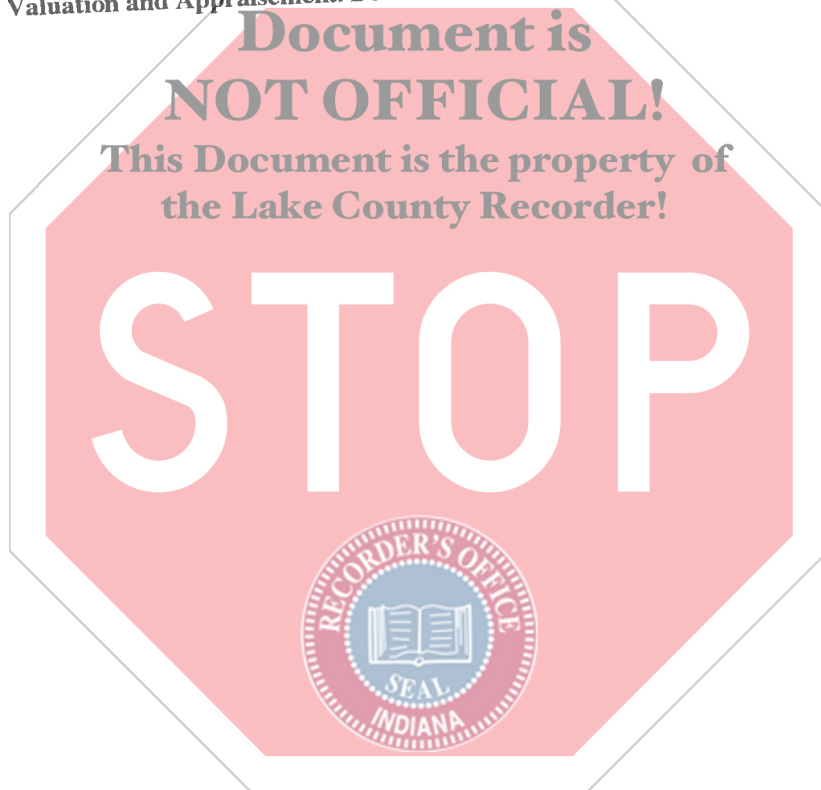 Valuation and Appraisement.
Document is
NOT OFFICIAL!
This Document is the property of
the Lake County Recorder!
STOP
RECORDER'S OFFICE
SEAL
INDIANA